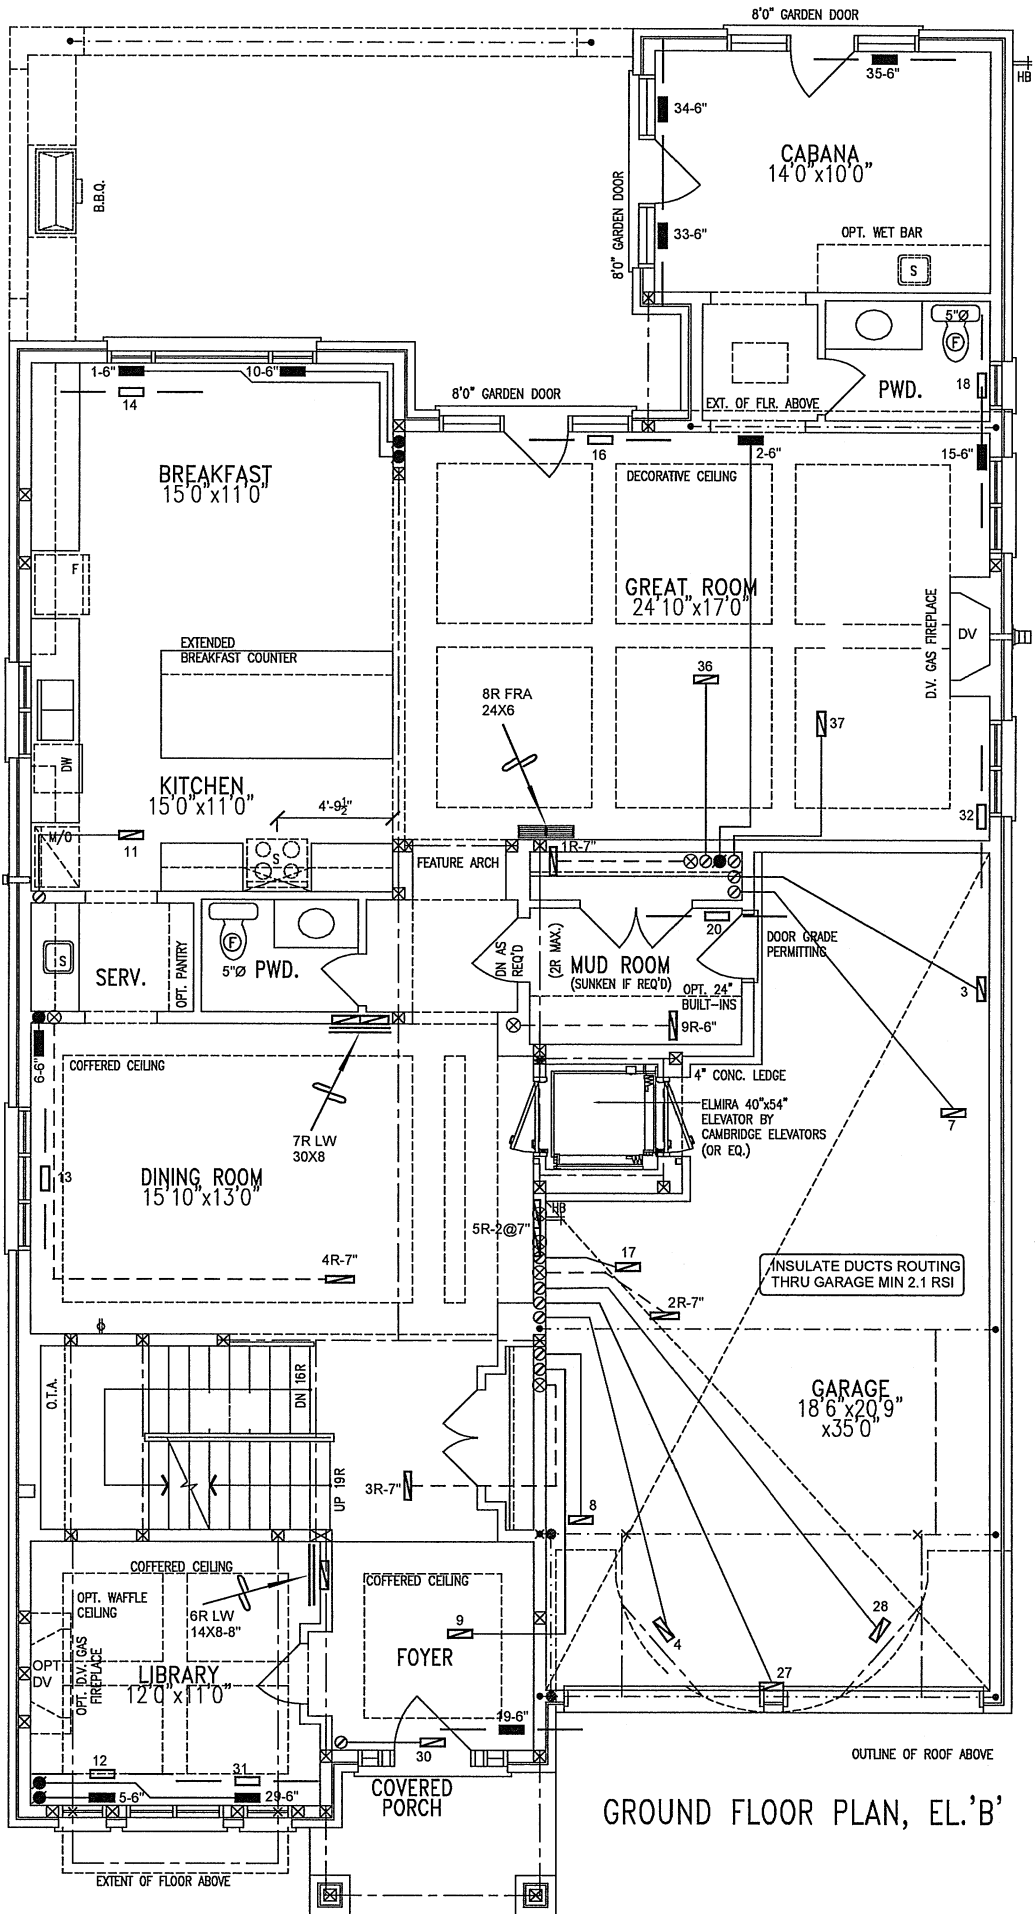 8'0" GARDEN DOOR
35-6"
HB
34-6"
CABANA
14'0"x10'0"
B.B.Q.
8'0" GARDEN DOOR
33-6"
OPT. WET BAR
S
5"Ø
F
1-6"
10-6"
14
8'0" GARDEN DOOR
EXT. OF FLR. ABOVE
PWD.
18
16
2-6"
15-6"
BREAKFAST
15'0"x11'0"
DECORATIVE CEILING
F
GREAT ROOM
24'10"x17'0"
D.V. GAS FIREPLACE
DV
EXTENDED
BREAKFAST COUNTER
36
8R FRA
24X6
37
DW
KITCHEN
15'0"x11'0"
4'-9½"
32
M/O
11
S
FEATURE ARCH
1R-7"
20
DOOR GRADE
PERMITTING
S
SERV.
OPT. PANTRY
F
5"Ø
PWD.
DN AS
REQ'D
(2R MAX.)
MUD ROOM
(SUNKEN IF REQ'D)
OPT. 24"
BUILT-INS
3
9R-6"
6-6"
COFFERED CEILING
4" CONC. LEDGE
ELMIRA 40"x54"
ELEVATOR BY
CAMBRIDGE ELEVATORS
(OR EQ.)
7
7R LW
30X8
13
DINING ROOM
15'10"x13'0"
HB
5R-2@7"
4R-7"
17
INSULATE DUCTS ROUTING
THRU GARAGE MIN 2.1 RSI
2R-7"
O.T.A.
DN 16R
GARAGE
18'6"x20'9"
x35'0"
UP 19R
3R-7"
8
COFFERED CEILING
COFFERED CEILING
OPT. WAFFLE
CEILING
6R LW
14X8-8"
9
4
28
OPT
DV
OPT. D.V. GAS
FIREPLACE
LIBRARY
12'0"x11'0"
FOYER
27
19-6"
30
12
31
5-6"
29-6"
COVERED
PORCH
OUTLINE OF ROOF ABOVE
GROUND FLOOR PLAN, EL.'B'
EXTENT OF FLOOR ABOVE